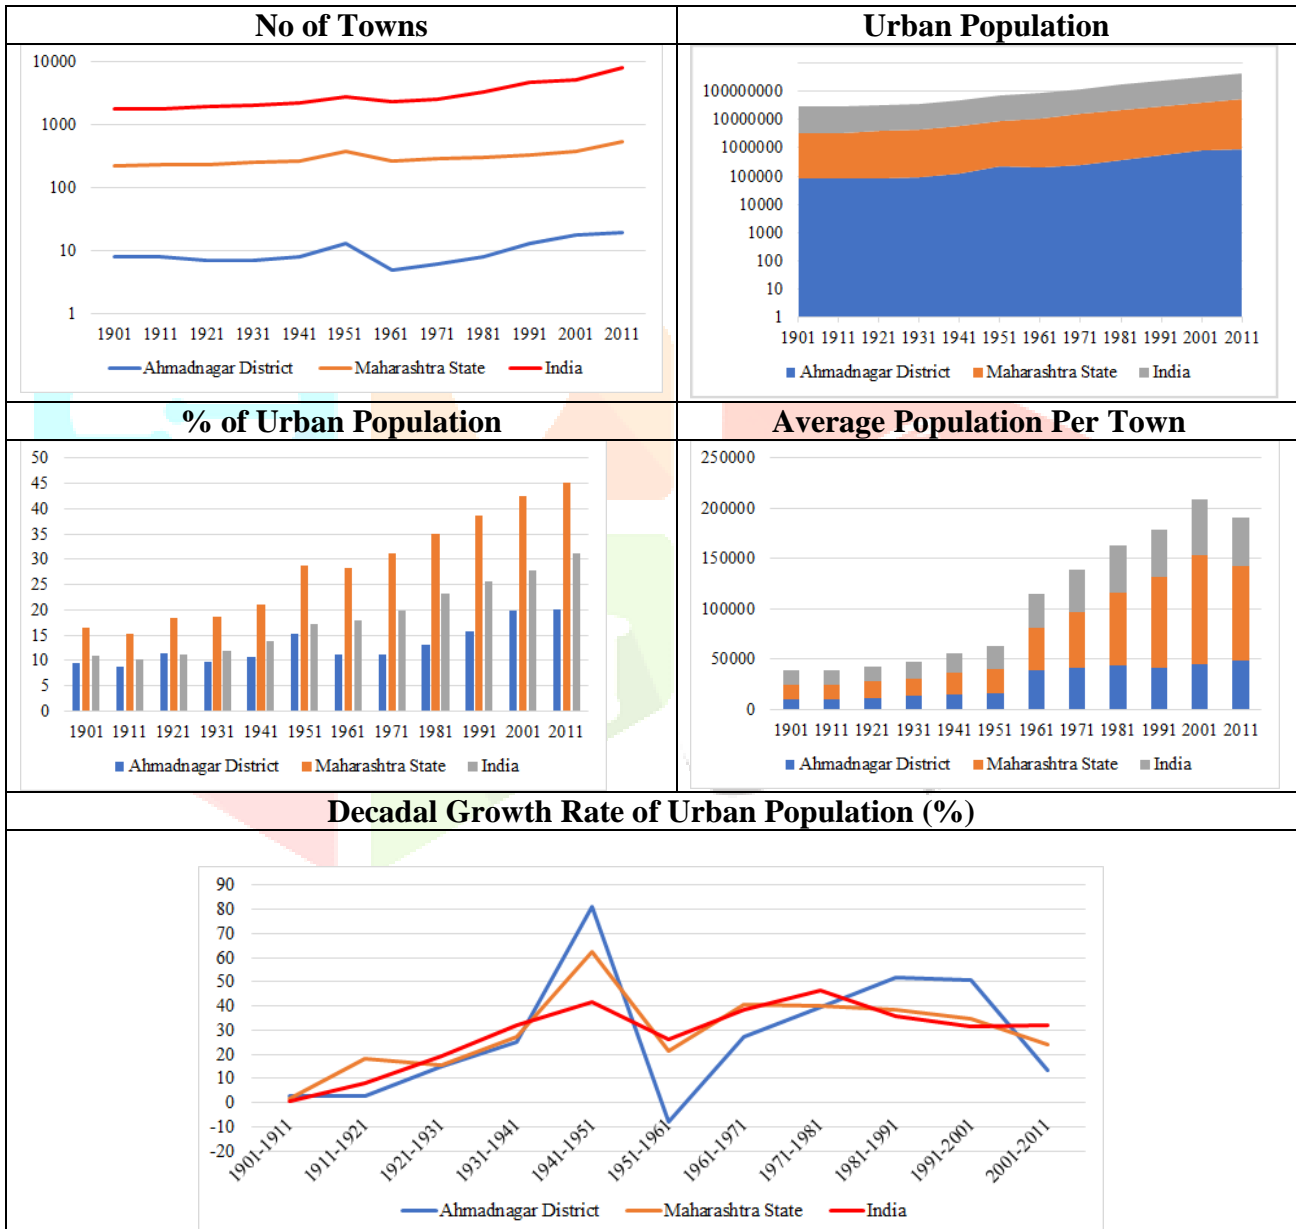 No of Towns
10000
1000
100
10
1
1901 1911 1921 1931 1941 1951 1961 1971 1981 1991 2001 2011
Ahmadnagar District Maharashtra State India
Urban Population
100000000
10000000
1000000
100000
10000
1000
100
10
1
1901 1911 1921 1931 1941 1951 1961 1971 1981 1991 2001 2011
Ahmadnagar District Maharashtra State India
% of Urban Population
50
45
40
35
30
25
20
15
10
5
0
1901 1911 1921 1931 1941 1951 1961 1971 1981 1991 2001 2011
Ahmadnagar District Maharashtra State India
Average Population Per Town
250000
200000
150000
100000
50000
0
1901 1911 1921 1931 1941 1951 1961 1971 1981 1991 2001 2011
Ahmadnagar District Maharashtra State India
Decadal Growth Rate of Urban Population (%)
90
80
70
60
50
40
30
20
10
0
-10
-20
1901-1911 1911-1921 1921-1931 1931-1941 1941-1951 1951-1961 1961-1971 1971-1981 1981-1991 1991-2001 2001-2011
Ahmadnagar District Maharashtra State India